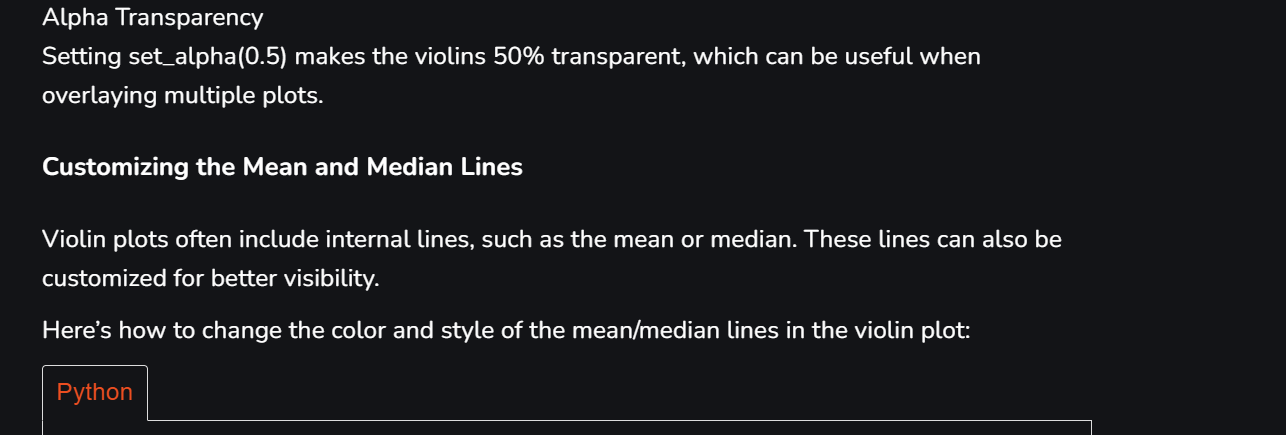 Alpha Transparency
Setting set_alpha(0.5) makes the violins 50% transparent, which can be useful when
overlaying multiple plots.
Customizing the Mean and Median Lines
Violin plots often include internal lines, such as the mean or median. These lines can also be
customized for better visibility.
Here’s how to change the color and style of the mean/median lines in the violin plot:
Python